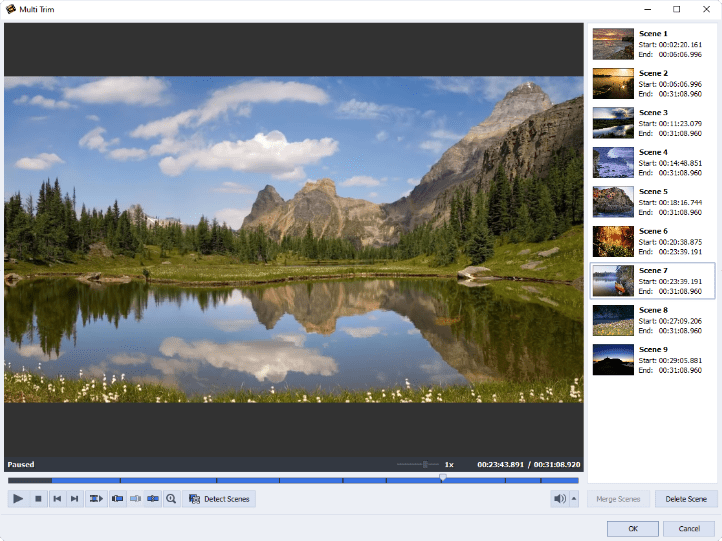 Multi Trim
Scene 1
Start: 00:02:20.161
End: 00:06:06.996
Scene 2
Start: 00:06:06.996
End: 00:31:08.960
Scene 3
Start: 00:11:23.079
End: 00:31:08.960
Scene 4
Start: 00:14:48.851
End: 00:31:08.960
Scene 5
Start: 00:18:16.744
End: 00:31:08.960
Scene 6
Start: 00:20:38.875
End: 00:23:39.191
Scene 7
Start: 00:23:39.191
End: 00:31:08.960
Scene 8
Start: 00:27:09.206
End: 00:31:08.960
Scene 9
Start: 00:29:05.881
End: 00:31:08.960
Paused 1x 00:23:43.891 / 00:31:08.920
Detect Scenes Merge Scenes Delete Scene
OK Cancel